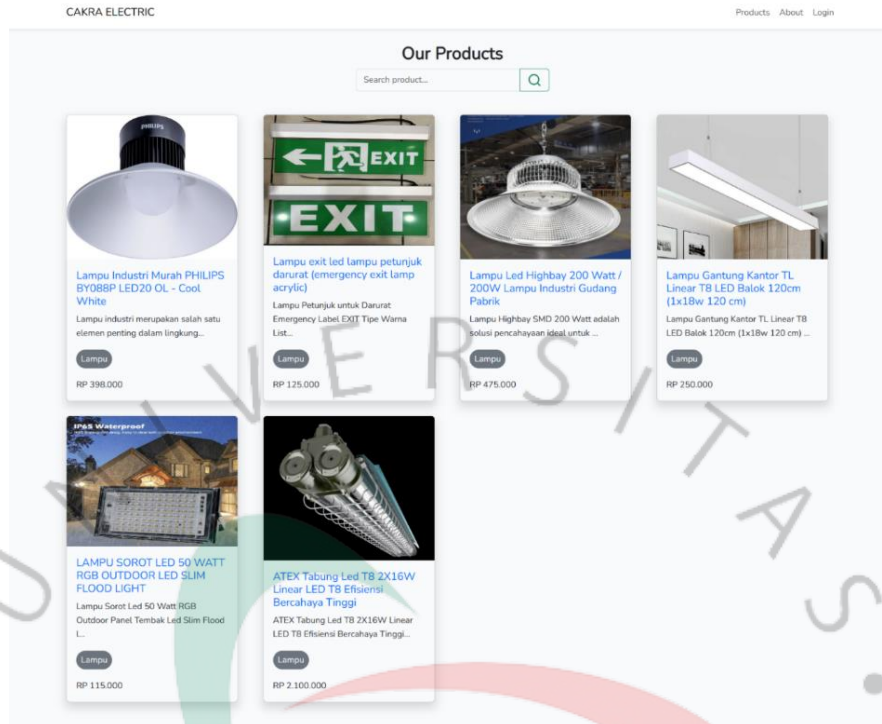 CAKRA ELECTRIC
Products About Login
Our Products
Search product...
PHILIPS
EXIT
EXIT
Lampu Industri Murah PHILIPS
BY088P LED20 OL - Cool
White
Lampu industri merupakan salah satu
elemen penting dalam lingkung...
Lampu
RP 398.000
Lampu exit led lampu petunjuk
darurat (emergency exit lamp
acrylic)
Lampu Petunjuk untuk Darurat
Emergency Label EXIT Tipe Warna
List...
Lampu
RP 125.000
Lampu Led Highbay 200 Watt /
200W Lampu Industri Gudang
Pabrik
Lampu Highbay SMD 200 Watt adalah
solusi pencahayaan ideal untuk ...
Lampu
RP 475.000
Lampu Gantung Kantor TL
Linear T8 LED Balok 120cm
(1x18w 120 cm)
Lampu Gantung Kantor TL Linear T8
LED Balok 120cm (1x18w 120 cm) ...
Lampu
RP 250.000
IP65 Waterproof
LAMPU SOROT LED 50 WATT
RGB OUTDOOR LED SLIM
FLOOD LIGHT
Lampu Sorot Led 50 Watt RGB
Outdoor Panel Tembak Led Slim Flood
L...
Lampu
RP 115.000
ATEX Tabung Led T8 2X16W
Linear LED T8 Efisiensi
Bercahaya Tinggi
ATEX Tabung Led T8 2X16W Linear
LED T8 Efisiensi Bercahaya Tinggi...
Lampu
RP 2.100.000
UNIVERSITAS